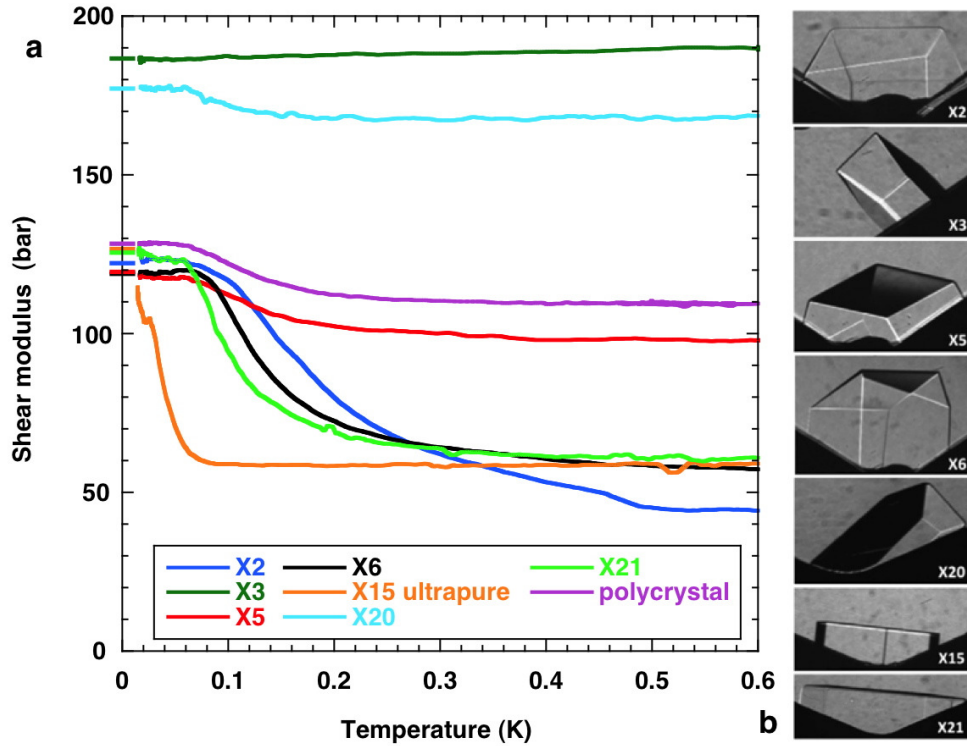 a
200
150
100
50
0
Shear modulus (bar)
X2
X6
X21
X3
X15 ultrapure
polycrystal
X5
X20
0
0.1
0.2
0.3
0.4
0.5
0.6
Temperature (K)
b
X2
X3
X5
X6
X20
X15
X21